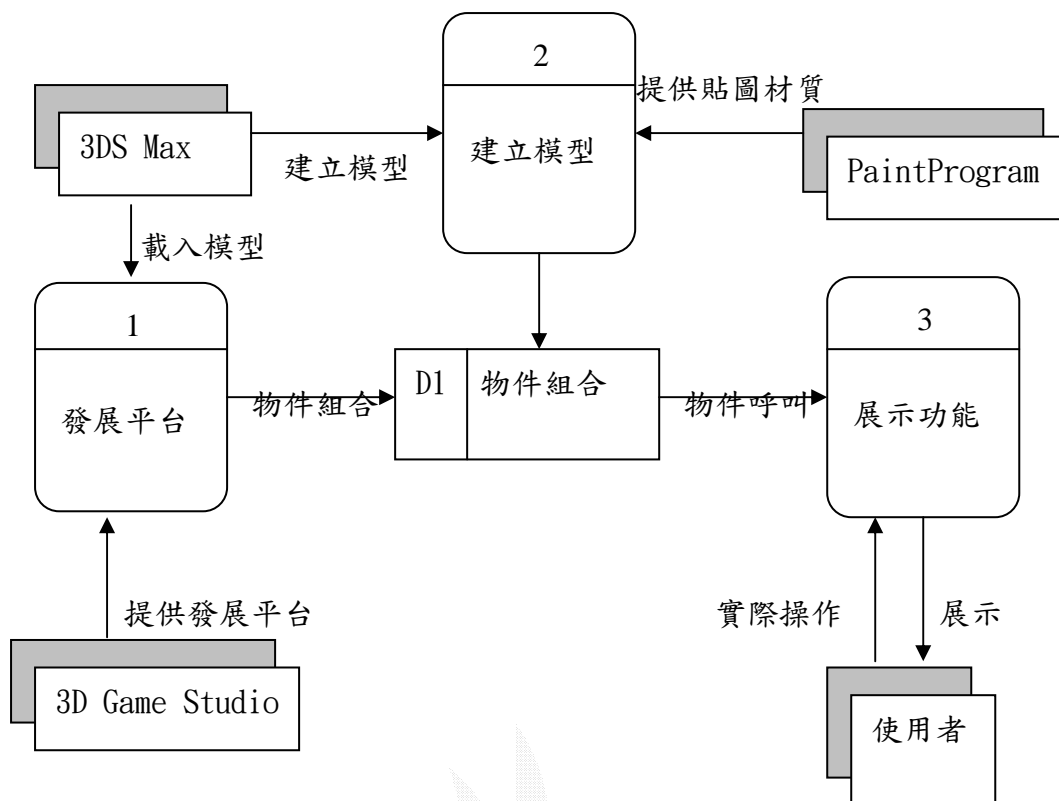 2
提供貼圖材質
3DS Max
建立模型
建立模型
PaintProgram
載入模型
1
3
D1
物件組合
物件組合
物件呼叫
發展平台
展示功能
提供發展平台
實際操作
展示
3D Game Studio
使用者